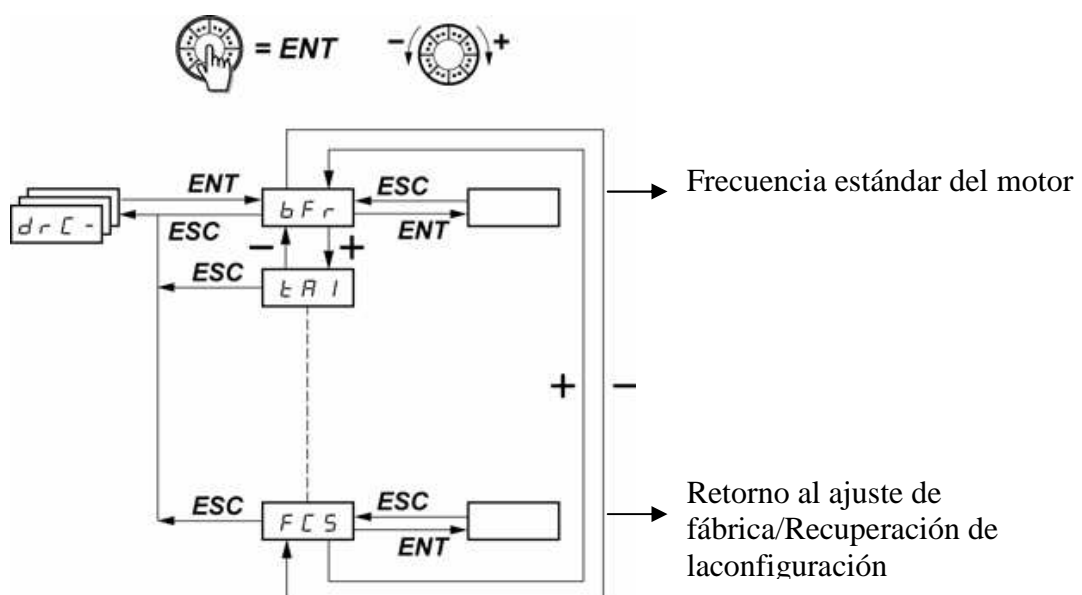 = ENT
- +
ENT
bFr
ESC
ENT
Frecuencia estándar del motor
drC-
ESC
- +
ESC
tAI
+ -
ESC
FCS
ESC
ENT
Retorno al ajuste de
fábrica/Recuperación de
laconfiguración